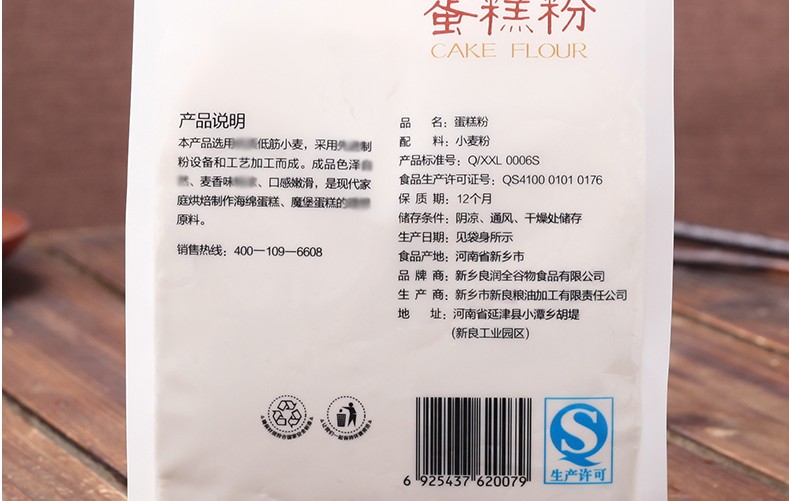 蛋糕粉
CAKE FLOUR
产品说明
本产品选用低筋小麦，采用制
粉设备和工艺加工而成。成品色泽
、麦香味、口感嫩滑，是现代家
庭烘焙制作海绵蛋糕、魔堡蛋糕的
原料。
销售热线：400—109—6608
品 名：蛋糕粉
配 料：小麦粉
产品标准号：Q/XXL 0006S
食品生产许可证号：QS4100 0101 0176
保 质 期：12个月
储存条件：阴凉、通风、干燥处储存
生产日期：见袋身所示
食品产地：河南省新乡市
品 牌 商：新乡良润全谷物食品有限公司
生 产 商：新乡市新良粮油加工有限责任公司
地 址：河南省延津县小潭乡胡堤
(新良工业园区)
6 925437 620079
生产许可